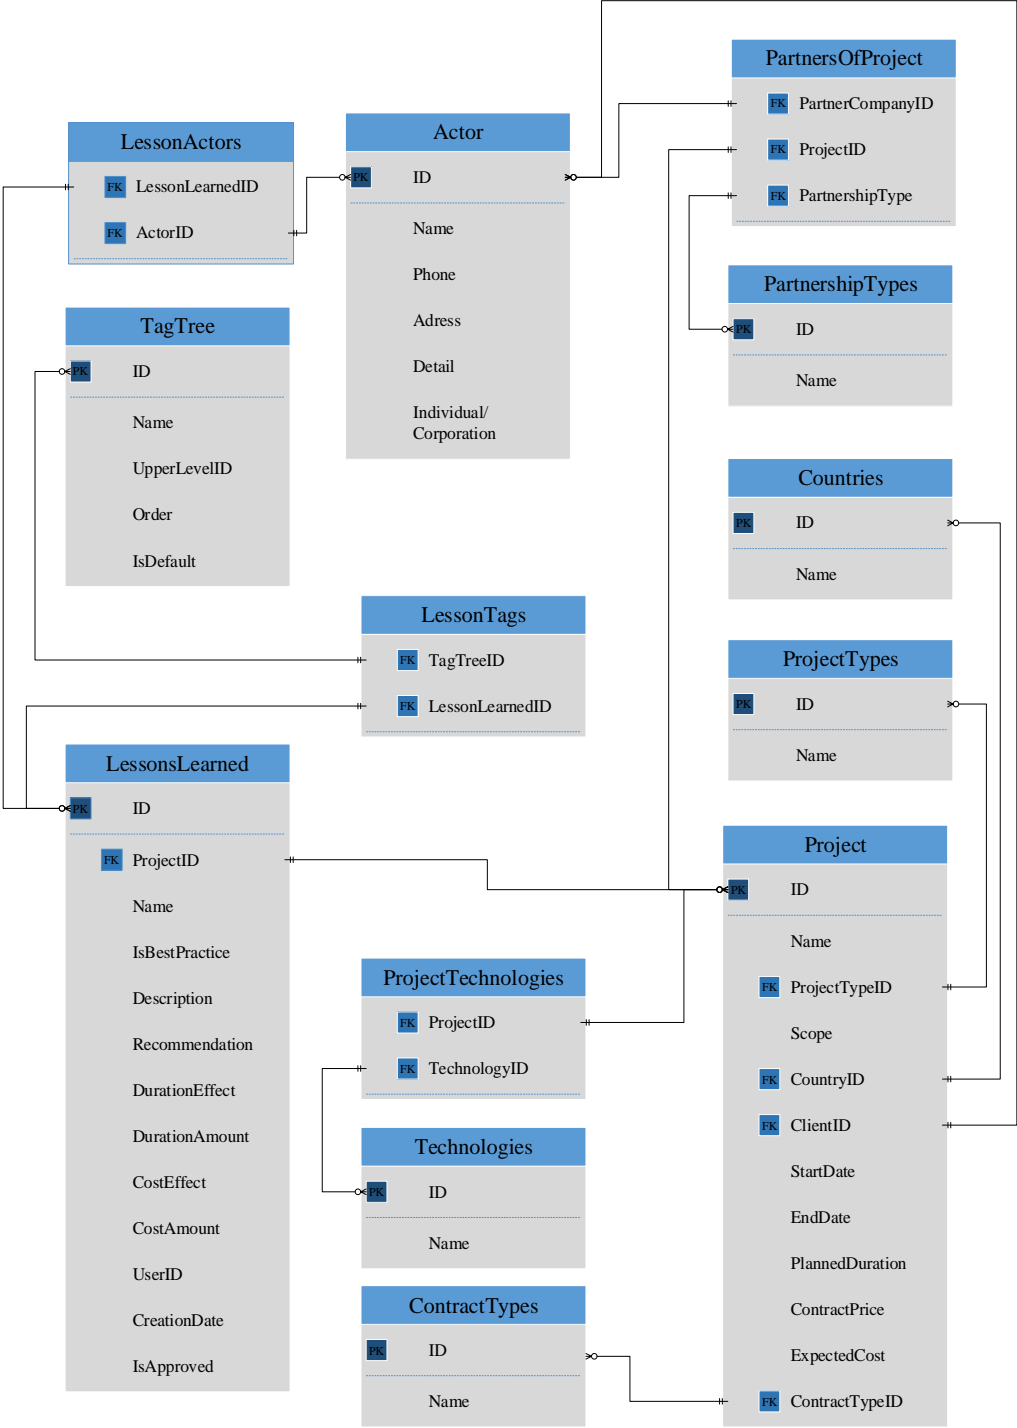 PartnersOfProject
FK PartnerCompanyID
FK ProjectID
FK PartnershipType
LessonActors
FK LessonLearnedID
FK ActorID
Actor
PK ID
Name
Phone
Adress
Detail
Individual/
Corporation
PartnershipTypes
PK ID
Name
TagTree
PK ID
Name
UpperLevelID
Order
IsDefault
Countries
PK ID
Name
LessonTags
FK TagTreeID
FK LessonLearnedID
ProjectTypes
PK ID
Name
LessonsLearned
PK ID
FK ProjectID
Name
IsBestPractice
Description
Recommendation
DurationEffect
DurationAmount
CostEffect
CostAmount
UserID
CreationDate
IsApproved
ProjectTechnologies
FK ProjectID
FK TechnologyID
Technologies
PK ID
Name
ContractTypes
PK ID
Name
Project
PK ID
Name
FK ProjectTypeID
Scope
FK CountryID
FK ClientID
StartDate
EndDate
PlannedDuration
ContractPrice
ExpectedCost
FK ContractTypeID